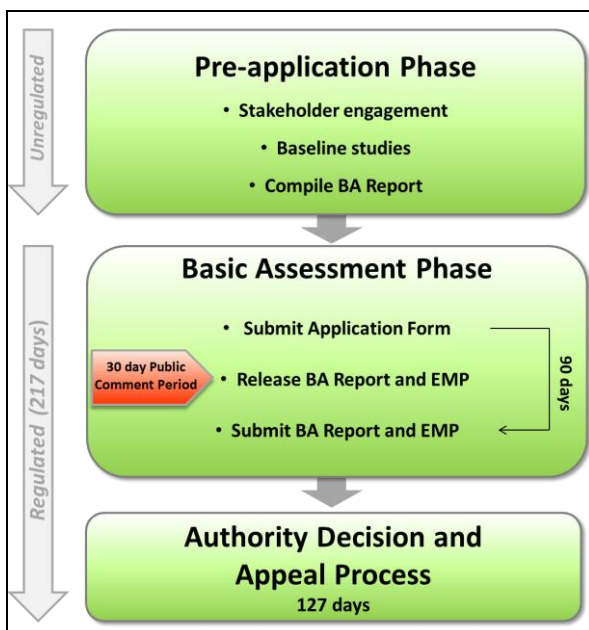 Unregulated
Pre-application Phase
• Stakeholder engagement
• Baseline studies
• Compile BA Report
Regulated (217 days)
Basic Assessment Phase
• Submit Application Form
30 day Public
Comment Period
• Release BA Report and EMP
90 days
• Submit BA Report and EMP
Authority Decision and
Appeal Process
127 days